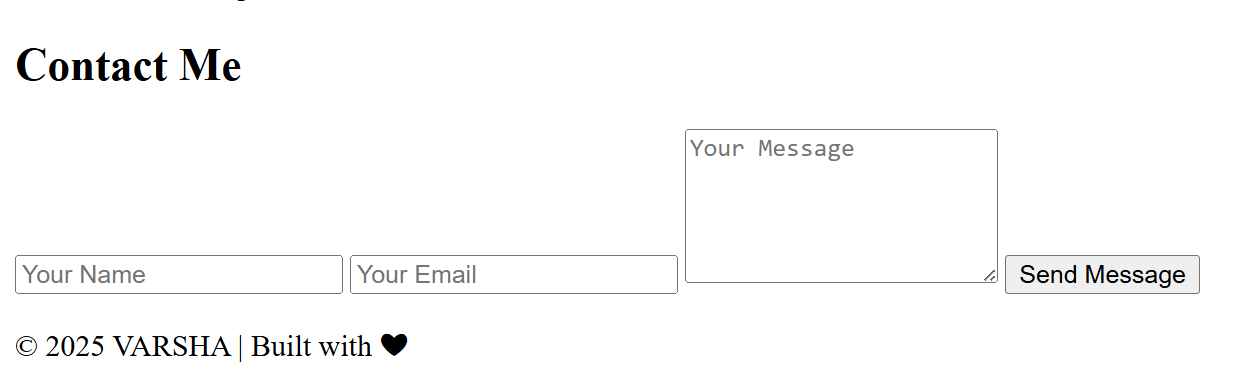 Contact Me
Your Message
Your Name Your Email Send Message
© 2025 VARSHA | Built with 🖤